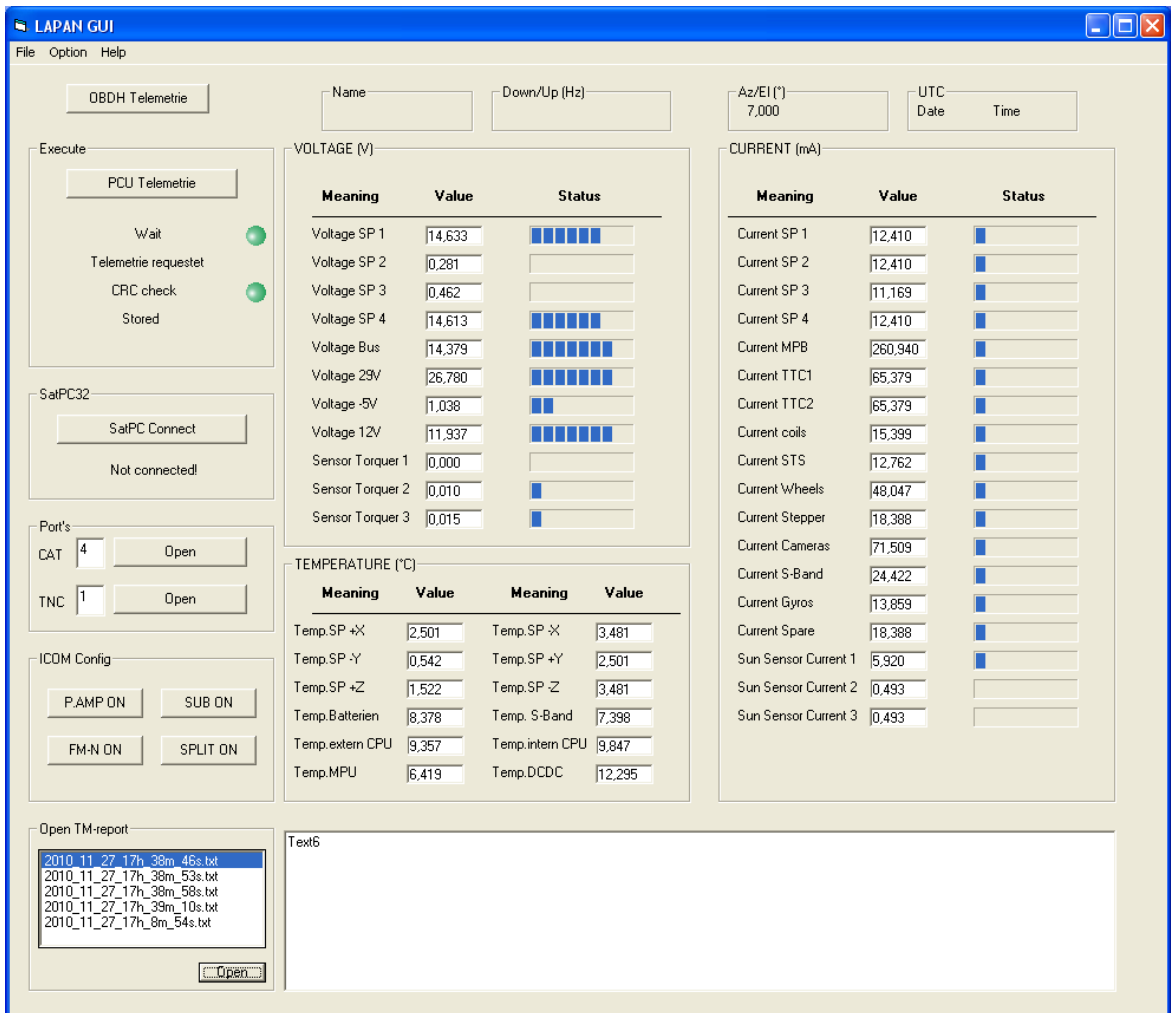 LAPAN GUI
File Option Help
OBDH Telemetrie
Name
Down/Up (Hz)
Az/El (°)
7,000
UTC
Date Time
Execute
PCU Telemetrie
Wait
Telemetrie requestet
CRC check
Stored
SatPC32
SatPC Connect
Not connected!
Port's
CAT 4 Open
TNC 1 Open
ICOM Config
P.AMP ON SUB ON
FM-N ON SPLIT ON
VOLTAGE (V)
Meaning Value Status
Voltage SP 1 14,633
Voltage SP 2 0,281
Voltage SP 3 0,462
Voltage SP 4 14,613
Voltage Bus 14,379
Voltage 29V 26,780
Voltage -5V 1,038
Voltage 12V 11,937
Sensor Torquer 1 0,000
Sensor Torquer 2 0,010
Sensor Torquer 3 0,015
TEMPERATURE (°C)
Meaning Value Meaning Value
Temp.SP +X 2,501 Temp.SP -X 3,481
Temp.SP -Y 0,542 Temp.SP +Y 2,501
Temp.SP +Z 1,522 Temp.SP -Z 3,481
Temp.Batterien 8,378 Temp. S-Band 7,398
Temp.extern CPU 9,357 Temp.intern CPU 9,847
Temp.MPU 6,419 Temp.DCDC 12,295
CURRENT (mA)
Meaning Value Status
Current SP 1 12,410
Current SP 2 12,410
Current SP 3 11,169
Current SP 4 12,410
Current MPB 260,940
Current TTC1 65,379
Current TTC2 65,379
Current coils 15,399
Current STS 12,762
Current Wheels 48,047
Current Stepper 18,388
Current Cameras 71,509
Current S-Band 24,422
Current Gyros 13,859
Current Spare 18,388
Sun Sensor Current 1 5,920
Sun Sensor Current 2 0,493
Sun Sensor Current 3 0,493
Open TM-report
2010_11_27_17h_38m_46s.txt
2010_11_27_17h_38m_53s.txt
2010_11_27_17h_38m_58s.txt
2010_11_27_17h_39m_10s.txt
2010_11_27_17h_8m_54s.txt
Open
Text6